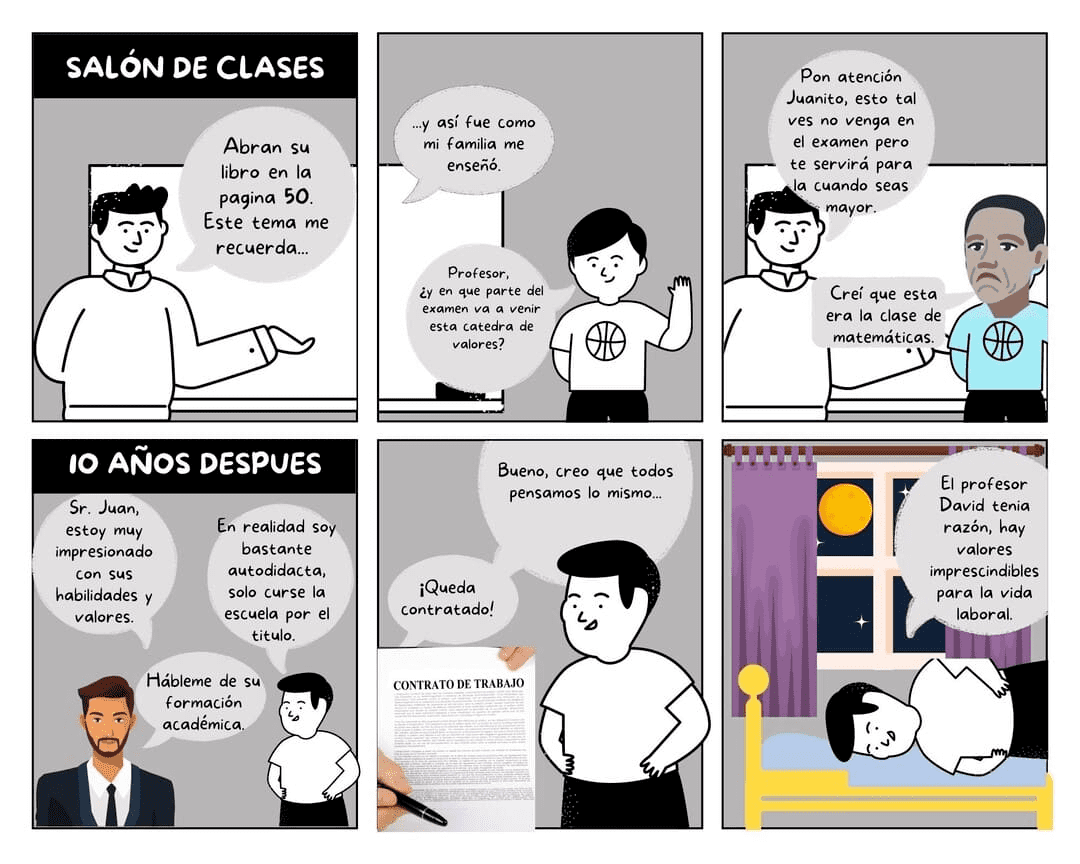 SALÓN DE CLASES
Abran su
libro en la
pagina 50.
Este tema me
recuerda...
...y así fue como
mi familia me
enseñó.
Profesor,
¿y en que parte del
examen va a venir
esta catedra de
valores?
Pon atención
Juanito, esto tal
ves no venga en
el examen pero
te servirá para
la cuando seas
mayor.
Creí que esta
era la clase de
matemáticas.
10 AÑOS DESPUES
Sr. Juan,
estoy muy
impresionado
con sus
habilidades y
valores.
En realidad soy
bastante
autodidacta,
solo curse la
escuela por el
titulo.
Hábleme de su
formación
académica.
Bueno, creo que todos
pensamos lo mismo...
¡Queda
contratado!
CONTRATO DE TRABAJO
El profesor
David tenia
razón, hay
valores
imprescindibles
para la vida
laboral.